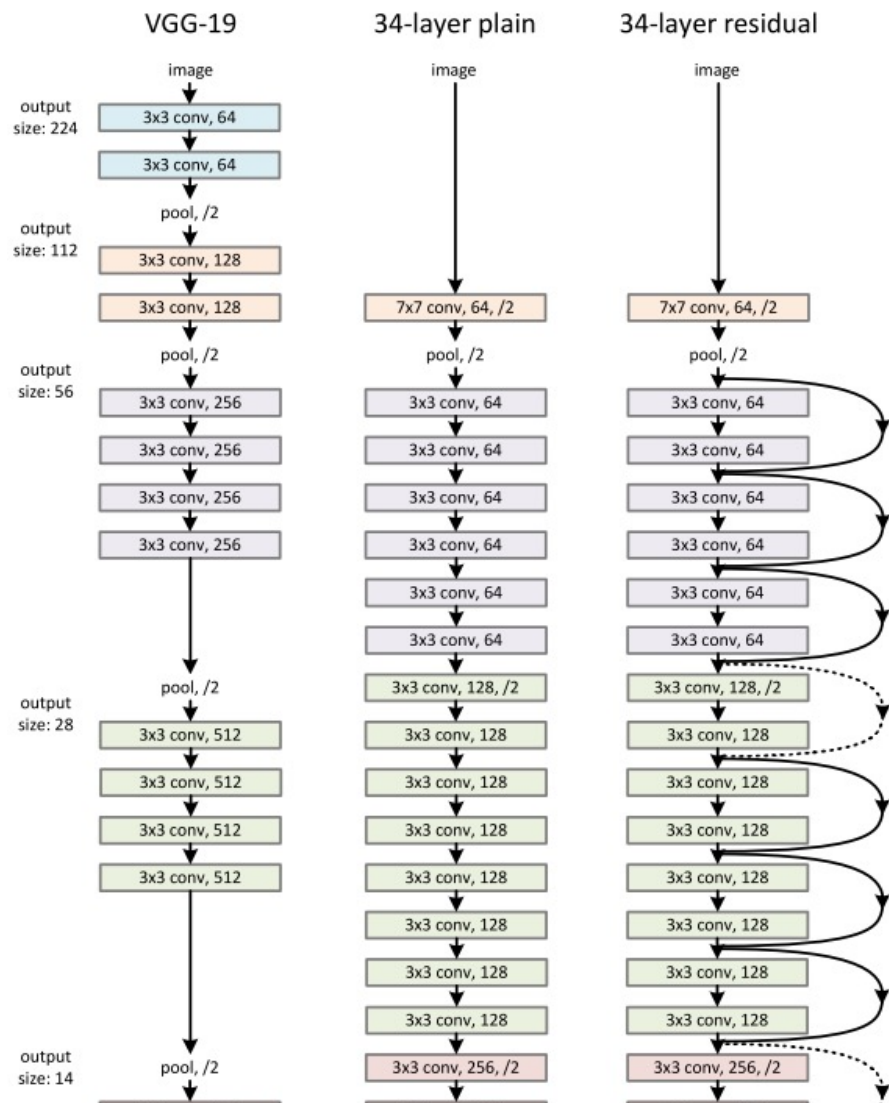 VGG-19
34-layer plain
34-layer residual
image
image
image
output
size: 224
3x3 conv, 64
3x3 conv, 64
pool, /2
output
size: 112
3x3 conv, 128
3x3 conv, 128
7x7 conv, 64, /2
7x7 conv, 64, /2
pool, /2
pool, /2
pool, /2
output
size: 56
3x3 conv, 256
3x3 conv, 64
3x3 conv, 64
3x3 conv, 256
3x3 conv, 64
3x3 conv, 64
3x3 conv, 256
3x3 conv, 64
3x3 conv, 64
3x3 conv, 256
3x3 conv, 64
3x3 conv, 64
3x3 conv, 64
3x3 conv, 64
3x3 conv, 64
3x3 conv, 64
output
size: 28
pool, /2
3x3 conv, 128, /2
3x3 conv, 128, /2
3x3 conv, 512
3x3 conv, 128
3x3 conv, 128
3x3 conv, 512
3x3 conv, 128
3x3 conv, 128
3x3 conv, 512
3x3 conv, 128
3x3 conv, 128
3x3 conv, 512
3x3 conv, 128
3x3 conv, 128
3x3 conv, 128
3x3 conv, 128
3x3 conv, 128
3x3 conv, 128
3x3 conv, 128
3x3 conv, 128
output
size: 14
pool, /2
3x3 conv, 256, /2
3x3 conv, 256, /2